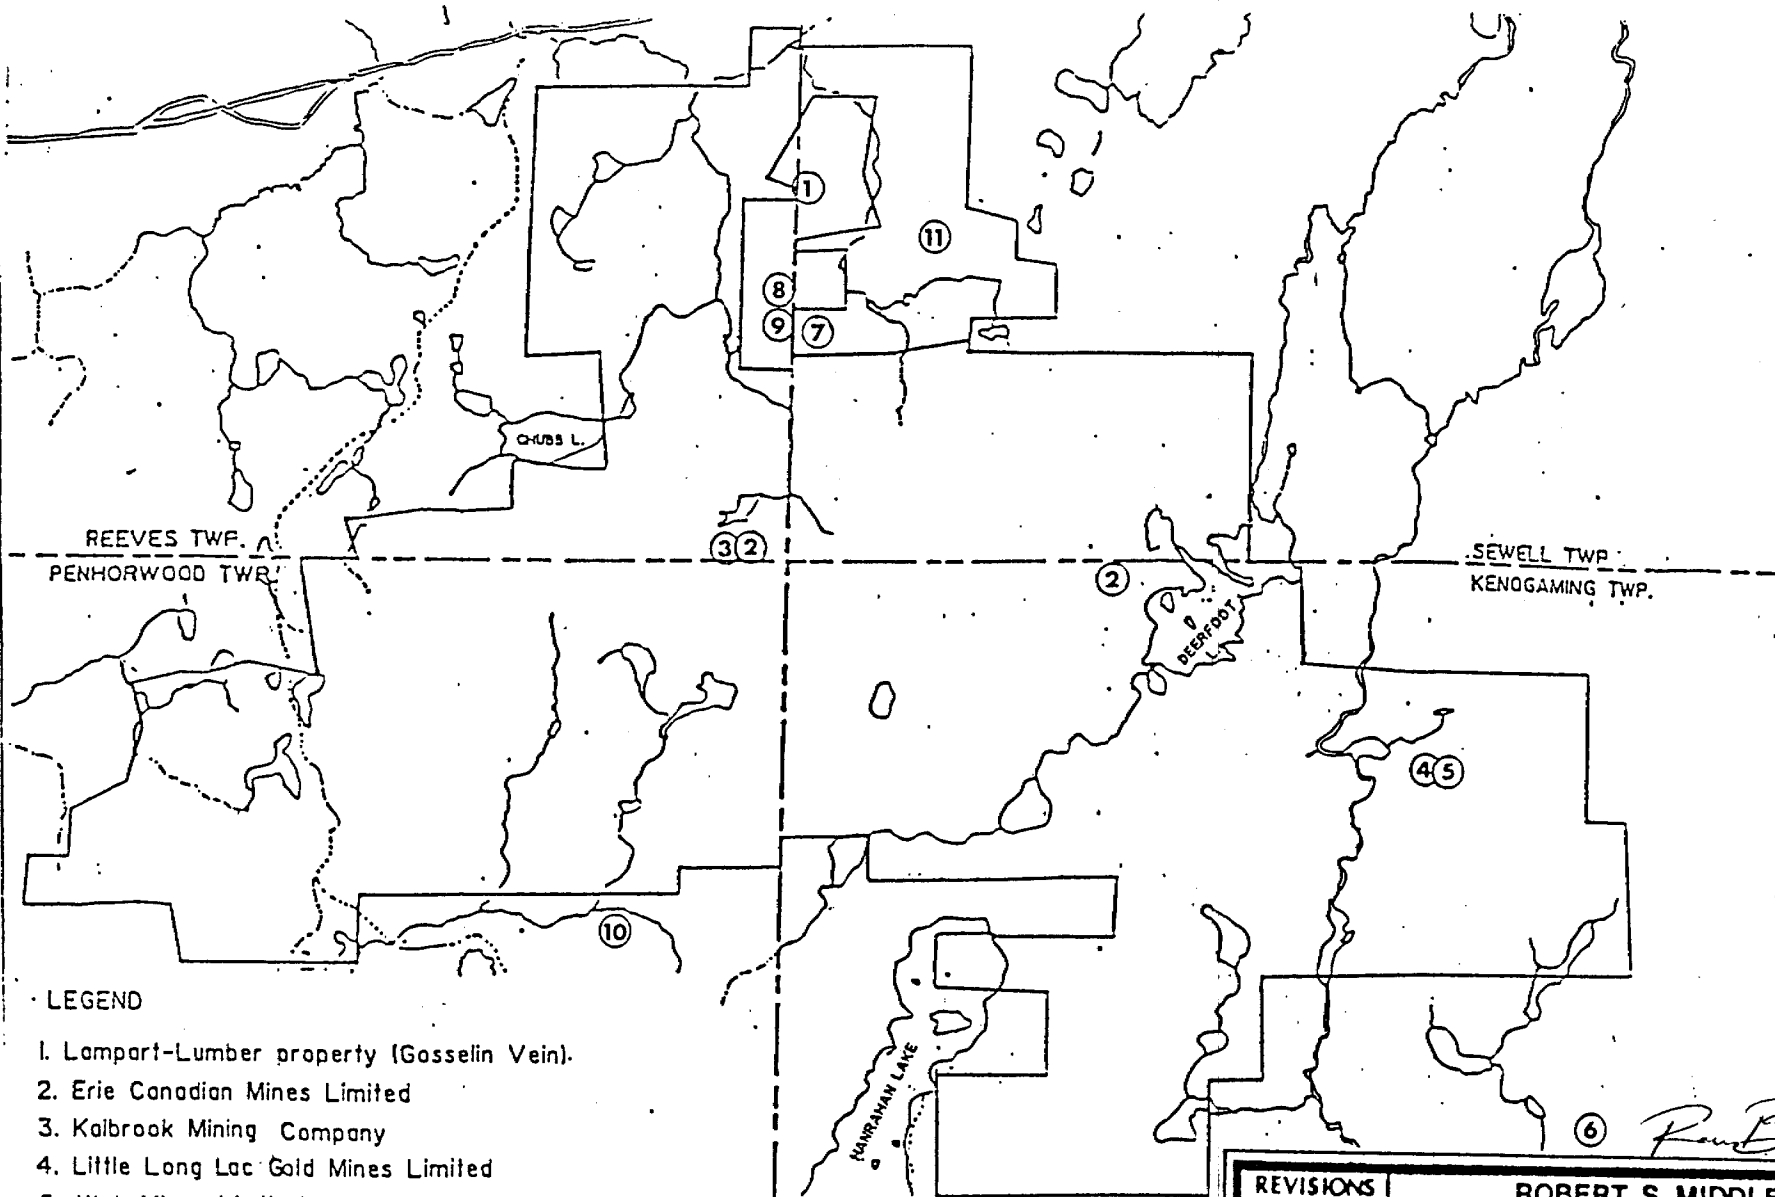 1
11
8
9
7
CHUBB L.
3 2
REEVES TWP.
SEWELL TWP.
PENHORWOOD TWP.
KENOGAMING TWP.
2
DEERFOOT
L.
4 5
10
LEGEND
1. Lampart-Lumber property (Gosselin Vein).
2. Erie Canadian Mines Limited
3. Kalbrook Mining Company
4. Little Long Lac Gold Mines Limited
HANRAHAN LAKE
6
REVISIONS
ROBERT S. MIDDLE